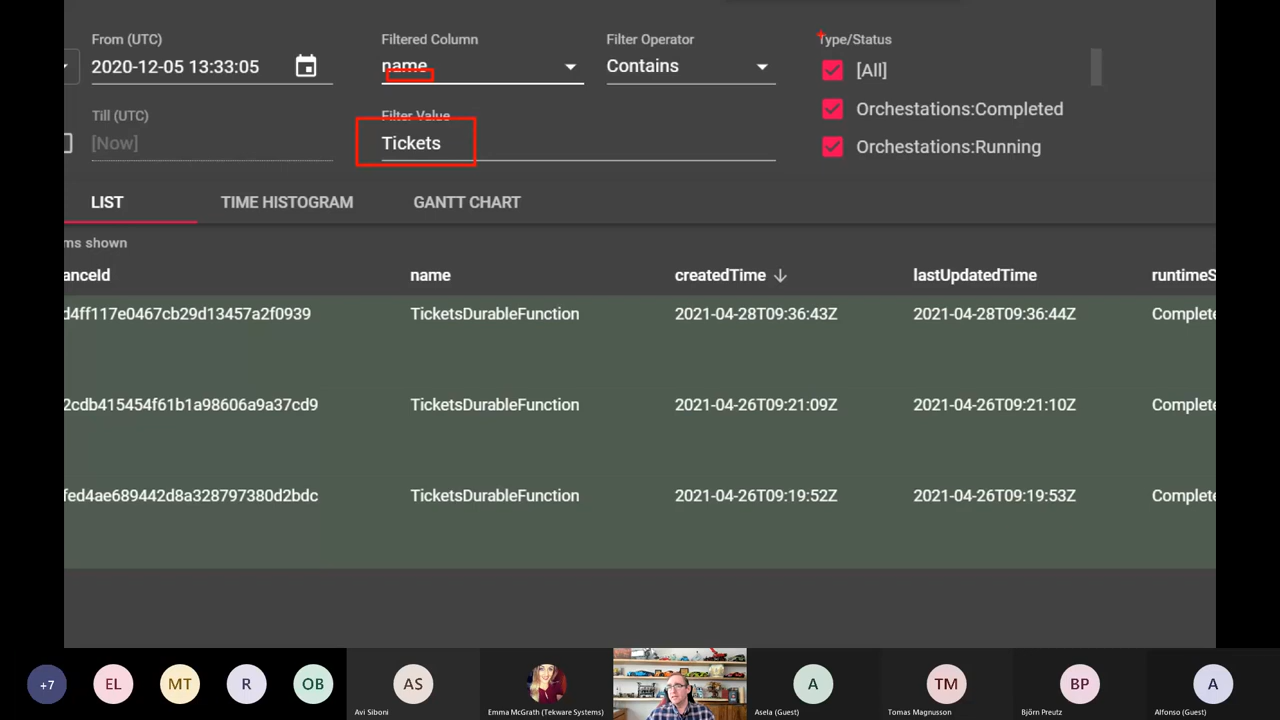 From (UTC)
2020-12-05 13:33:05
Filtered Column
name
Filter Operator
Contains
Type/Status
[All]
Orchestations:Completed
Orchestations:Running
Till (UTC)
[Now]
Filter Value
Tickets
LIST TIME HISTOGRAM GANTT CHART
ms shown
anceId name createdTime lastUpdatedTime runtimeS
d4ff117e0467cb29d13457a2f0939 TicketsDurableFunction 2021-04-28T09:36:43Z 2021-04-28T09:36:44Z Complete
2cdb415454f61b1a98606a9a37cd9 TicketsDurableFunction 2021-04-26T09:21:09Z 2021-04-26T09:21:10Z Complete
fed4ae689442d8a328797380d2bdc TicketsDurableFunction 2021-04-26T09:19:52Z 2021-04-26T09:19:53Z Complete
+7 EL MT R OB AS A TM BP A
Avi Siboni Emma McGrath (Tekware Systems) Asela (Guest) Tomas Magnusson Björn Preutz Alfonso (Guest)